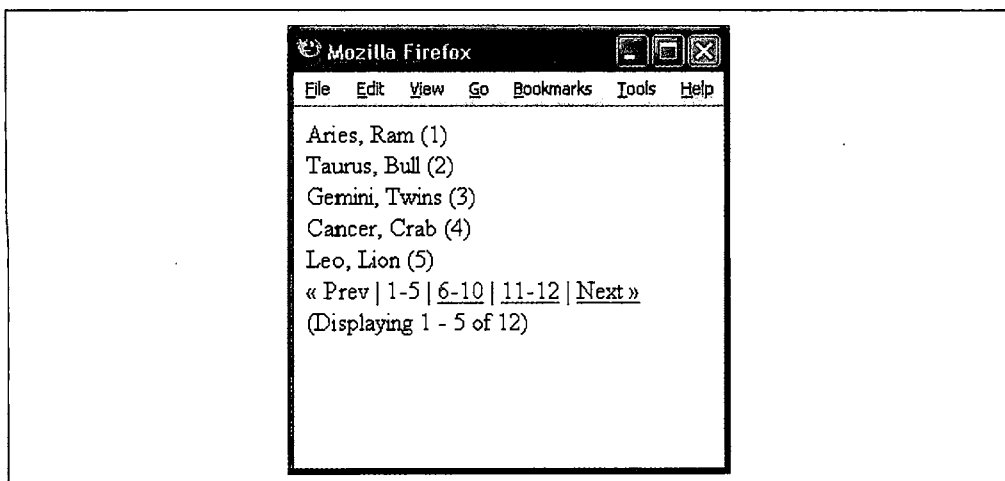 Mozilla Firefox
File Edit View Go Bookmarks Tools Help
Aries, Ram (1)
Taurus, Bull (2)
Gemini, Twins (3)
Cancer, Crab (4)
Leo, Lion (5)
« Prev | 1-5 | 6-10 | 11-12 | Next »
(Displaying 1 - 5 of 12)